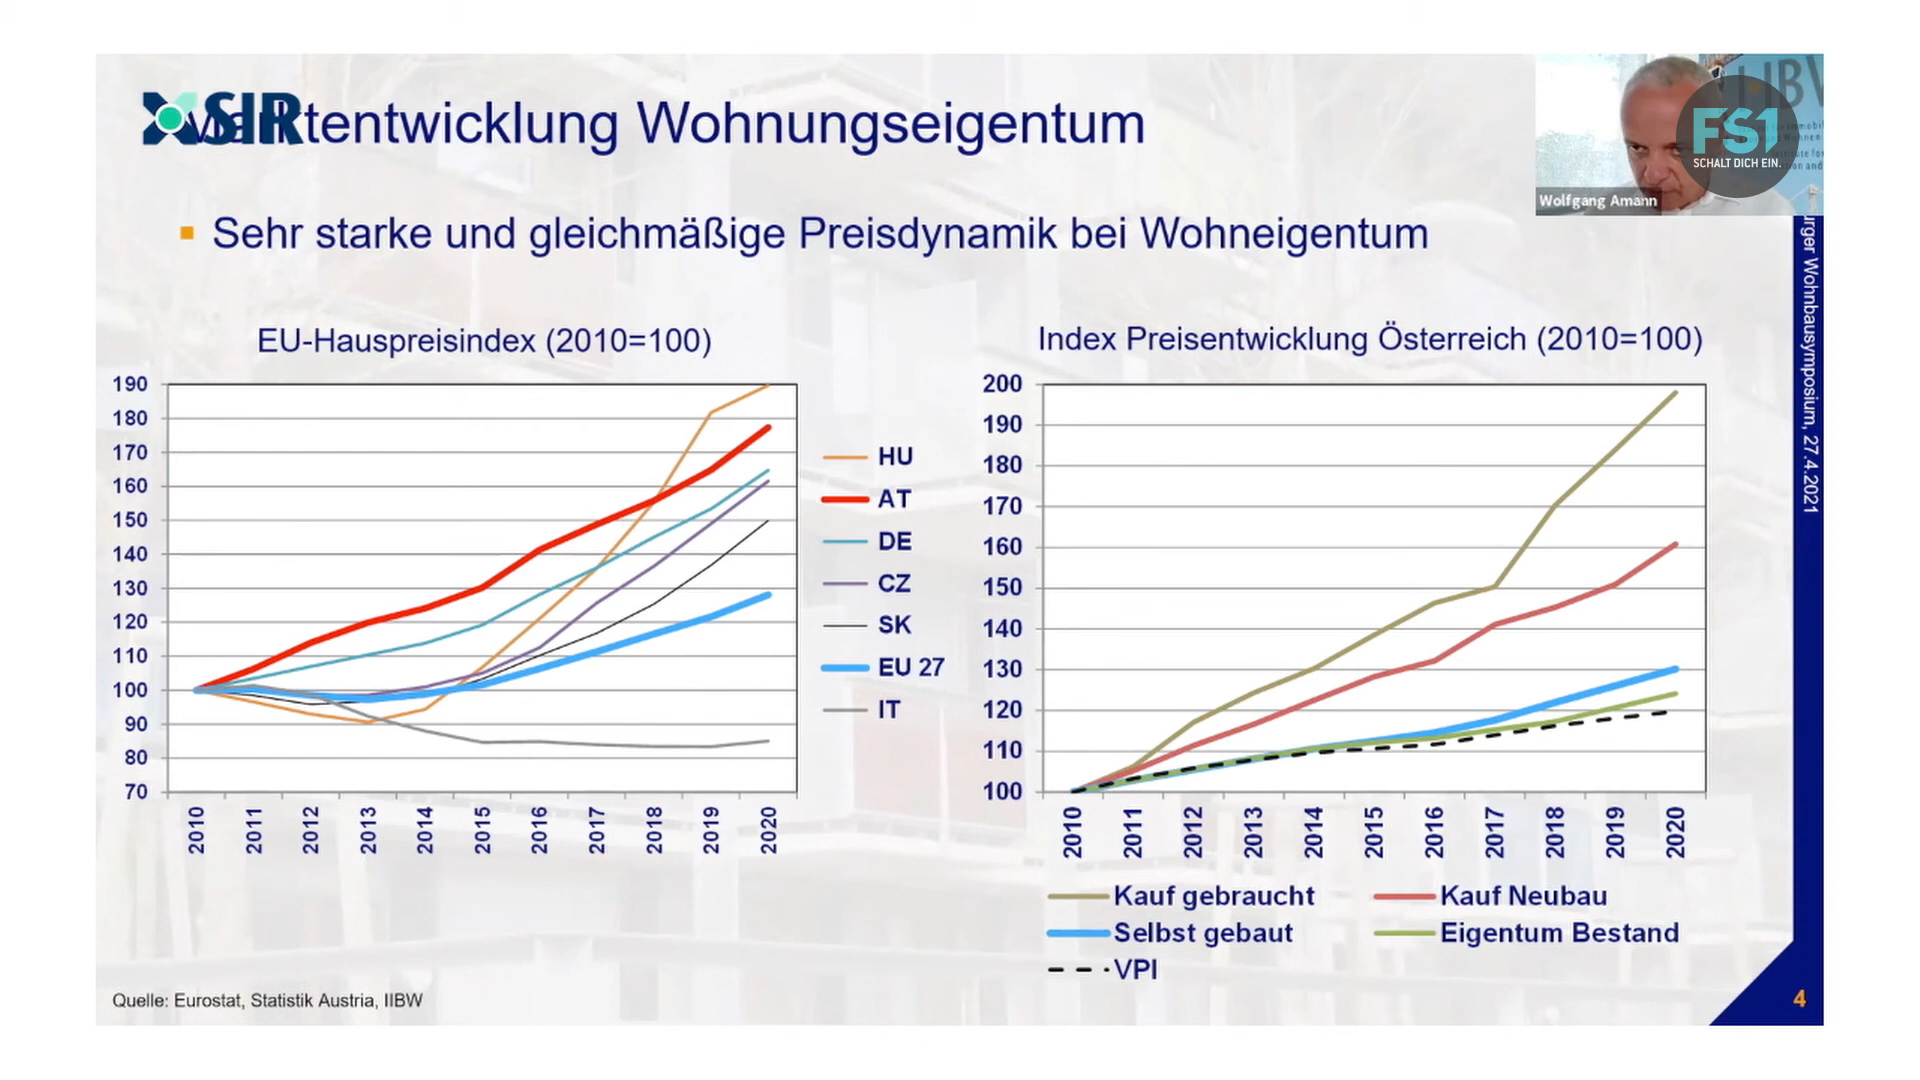 SIR
Marktentwicklung Wohnungseigentum
Sehr starke und gleichmäßige Preisdynamik bei Wohneigentum
FS1
SCHALT DICH EIN.
Wolfgang Amann
urger Wohnbausymposium, 27.4.2021
EU-Hauspreisindex (2010=100)
190
180
170
160
150
140
130
120
110
100
90
80
70
2010 2011 2012 2013 2014 2015 2016 2017 2018 2019 2020
HU
AT
DE
CZ
SK
EU 27
IT
Index Preisentwicklung Österreich (2010=100)
200
190
180
170
160
150
140
130
120
110
100
2010 2011 2012 2013 2014 2015 2016 2017 2018 2019 2020
Kauf gebraucht Kauf Neubau
Selbst gebaut Eigentum Bestand
VPI
Quelle: Eurostat, Statistik Austria, IIBW
4